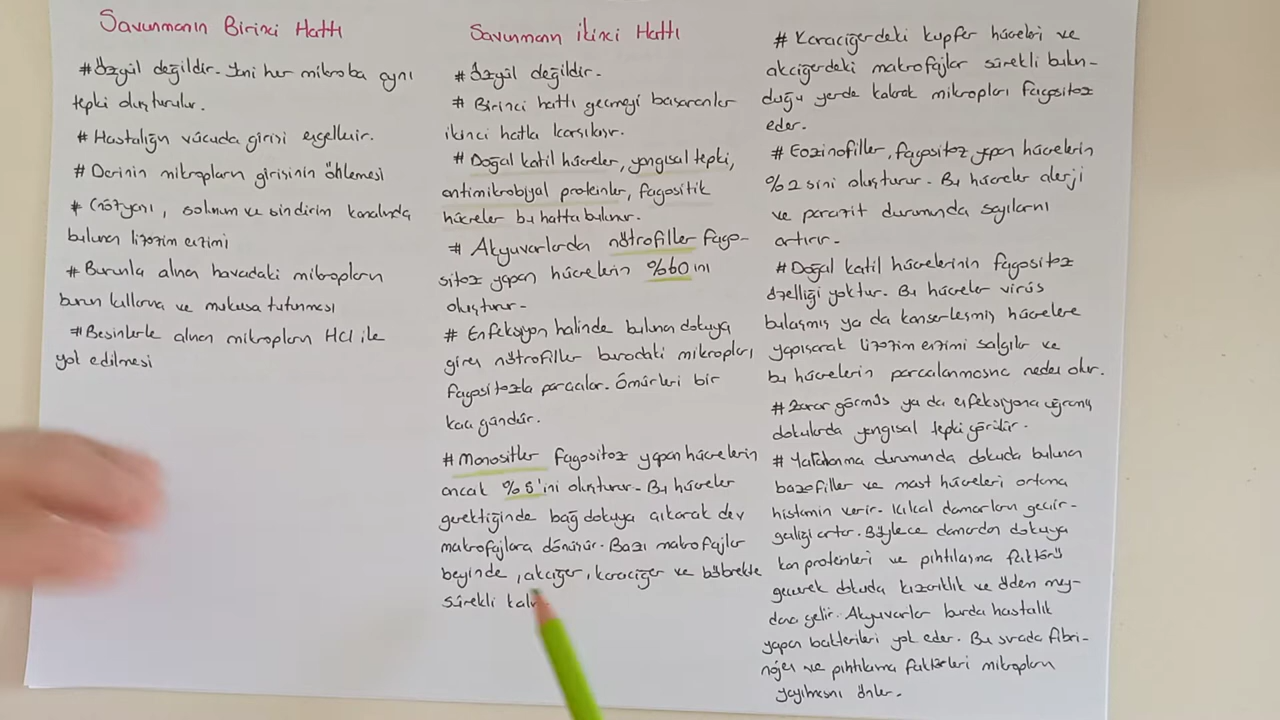 Savunmanın Birinci Hattı
# Özgül değildir. Yani her mikroba aynı
tepki oluşturulur.
# Hastalığın vücuda girişi engellenir.
# Derinin mikropların girişinin önlemesi
# Gözyaşı, solunum ve sindirim kanalında
bulunan lizozim enzimi
# Burunla alınan havadaki mikropların
burun kıllarına ve mukusa tutunması
# Besinlerle alınan mikropların HCl ile
yok edilmesi
Savunmanın İkinci Hattı
# Özgül değildir.
# Birinci hattı geçmeyi başaranlar
ikinci hatla karşılaşır.
# Doğal katil hücreler, yangısal tepki,
antimikrobiyal proteinler, fagositik
hücreler bu hatta bulunur.
# Akyuvarlarda nötrofiller fago-
sitoz yapan hücrelerin %60 ını
oluşturur.
# Enfeksiyon halinde bulunan dokuya
giren nötrofiller buradaki mikropları
fagositozla parçalar. Ömürleri bir
kaç gündür.
# Monositler fagositoz yapan hücrelerin
ancak %5'ini oluşturur. Bu hücreler
gerektiğinde bağ dokuya çıkarak dev
makrofajlara dönüşür. Bazı makrofajlar
beyinde, akciğer, karaciğer ve böbrekte
sürekli kalır.
# Karaciğerdeki kupfer hücreleri ve
akciğerdeki makrofajlar sürekli bulun-
duğu yerde kalarak mikropları fagositoz
eder.
# Eozinofiller, fagositoz yapan hücrelerin
%2 sini oluşturur. Bu hücreler alerji
ve parazit durumunda sayılarını
artırır.
# Doğal katil hücrelerinin fagositoz
özelliği yoktur. Bu hücreler virüs
bulaşmış ya da kanserleşmiş hücrelere
yapışarak lizozim enzimi salgılar ve
bu hücrelerin parçalanmasına neden olur.
# Zarar görmüş ya da enfeksiyona uğramış
dokularda yangısal tepki görülür.
# Yaralanma durumunda dokuda bulunan
bazofiller ve mast hücreleri ortama
histamin verir. Kılcal damarların geçir-
genliği artar. Böylece damardan dokuya
kan proteinleri ve pıhtılaşma faktörü
geçerek dokuda kızarıklık ve ödem mey-
dana gelir. Akyuvarlar burda hastalık
yapan bakterileri yok eder. Bu sırada fibri-
nojen ve pıhtılaşma faktörleri mikropların
yayılmasını önler.